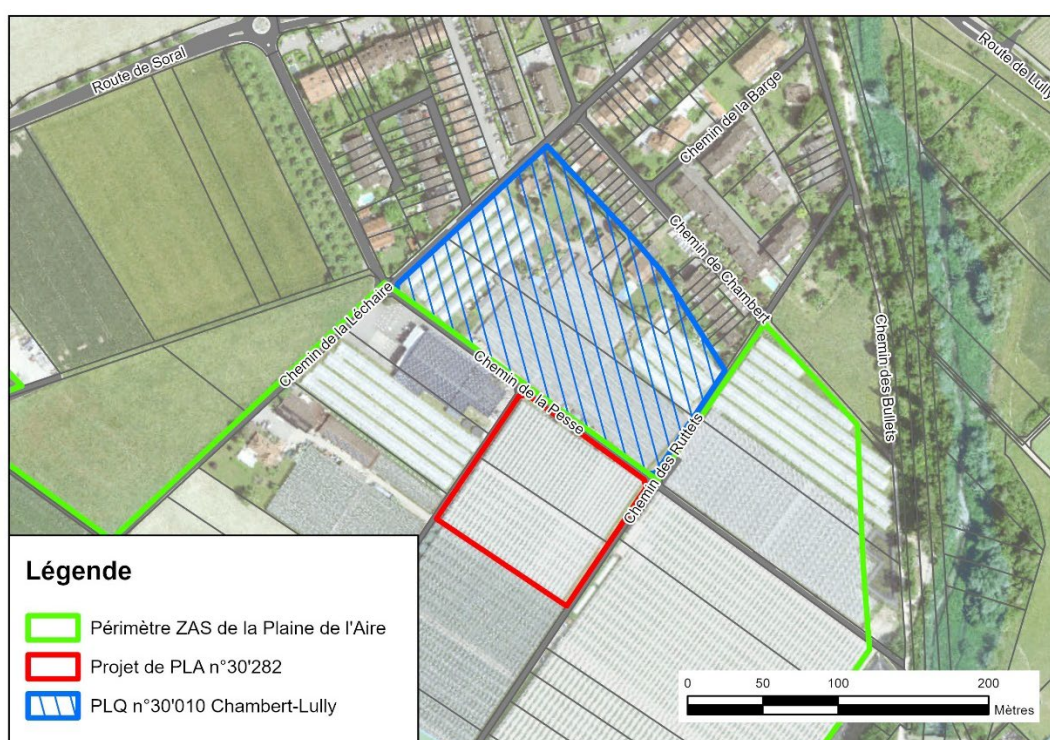 Route de Soral
Route de Lully
Chemin de la Barge
Chemin de Chambert
Chemin de la Léchaire
Chemin de la Pesse
Chemin des Ruttets
Chemin des Bullets
Légende
Périmètre ZAS de la Plaine de l'Aire
Projet de PLA n°30'282
PLQ n°30'010 Chambert-Lully
0 50 100 200
Mètres